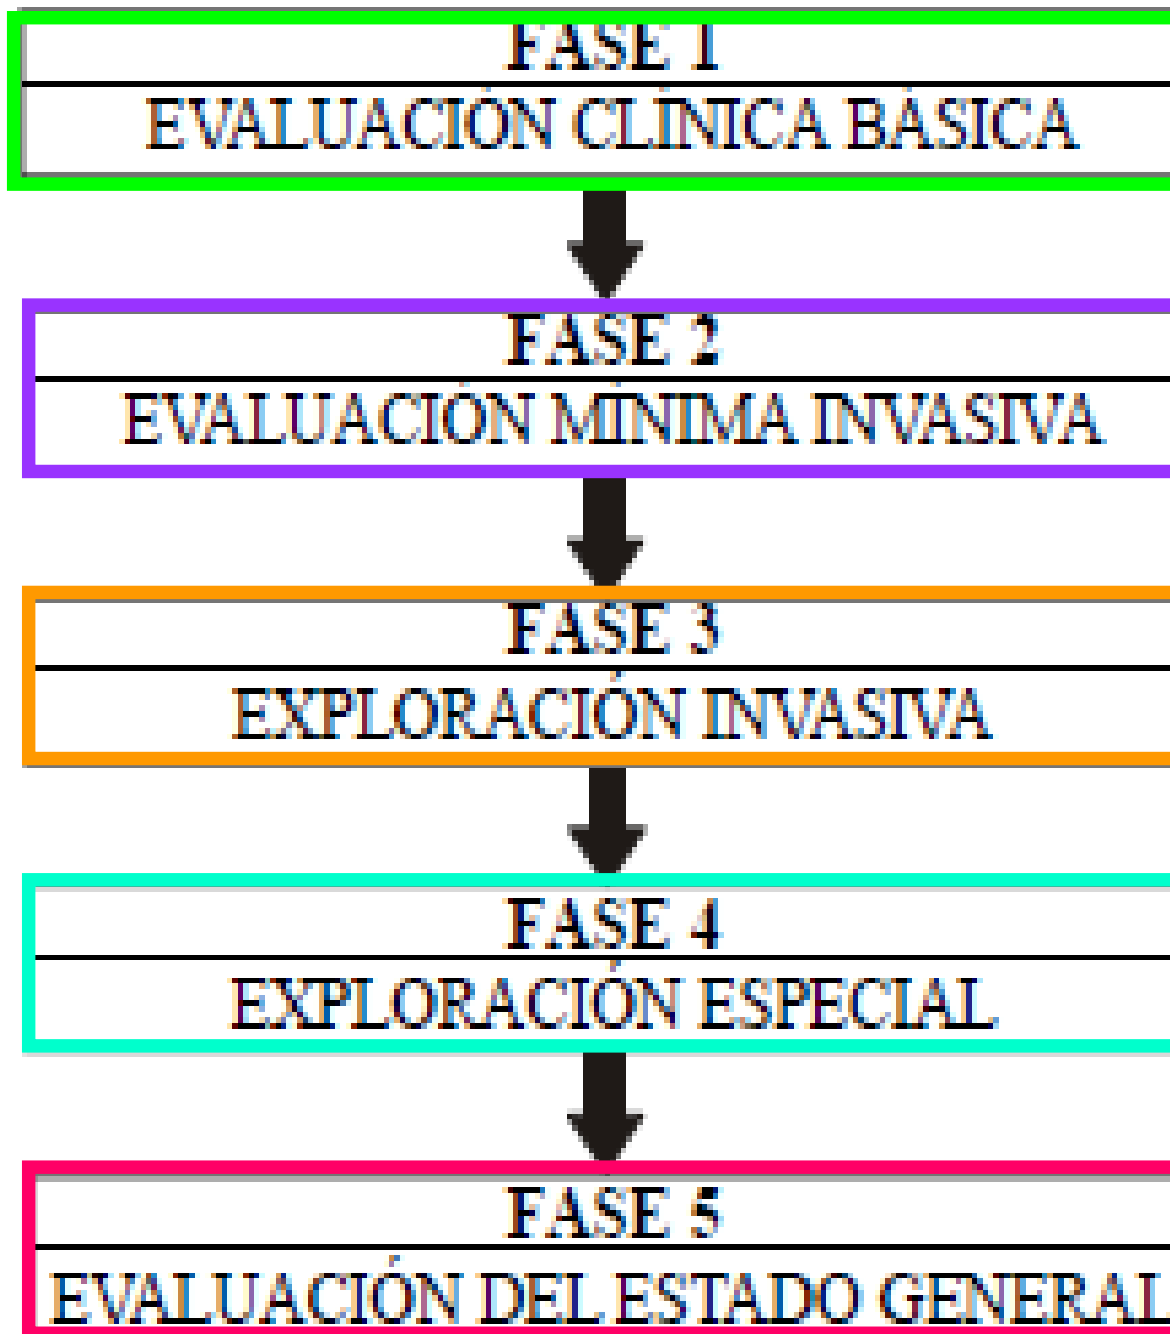 FASE 1
EVALUACIÓN CLÍNICA BÁSICA
FASE 2
EVALUACIÓN MÍNIMA INVASIVA
FASE 3
EXPLORACIÓN INVASIVA
FASE 4
EXPLORACIÓN ESPECIAL
FASE 5
EVALUACIÓN DEL ESTADO GENERAL